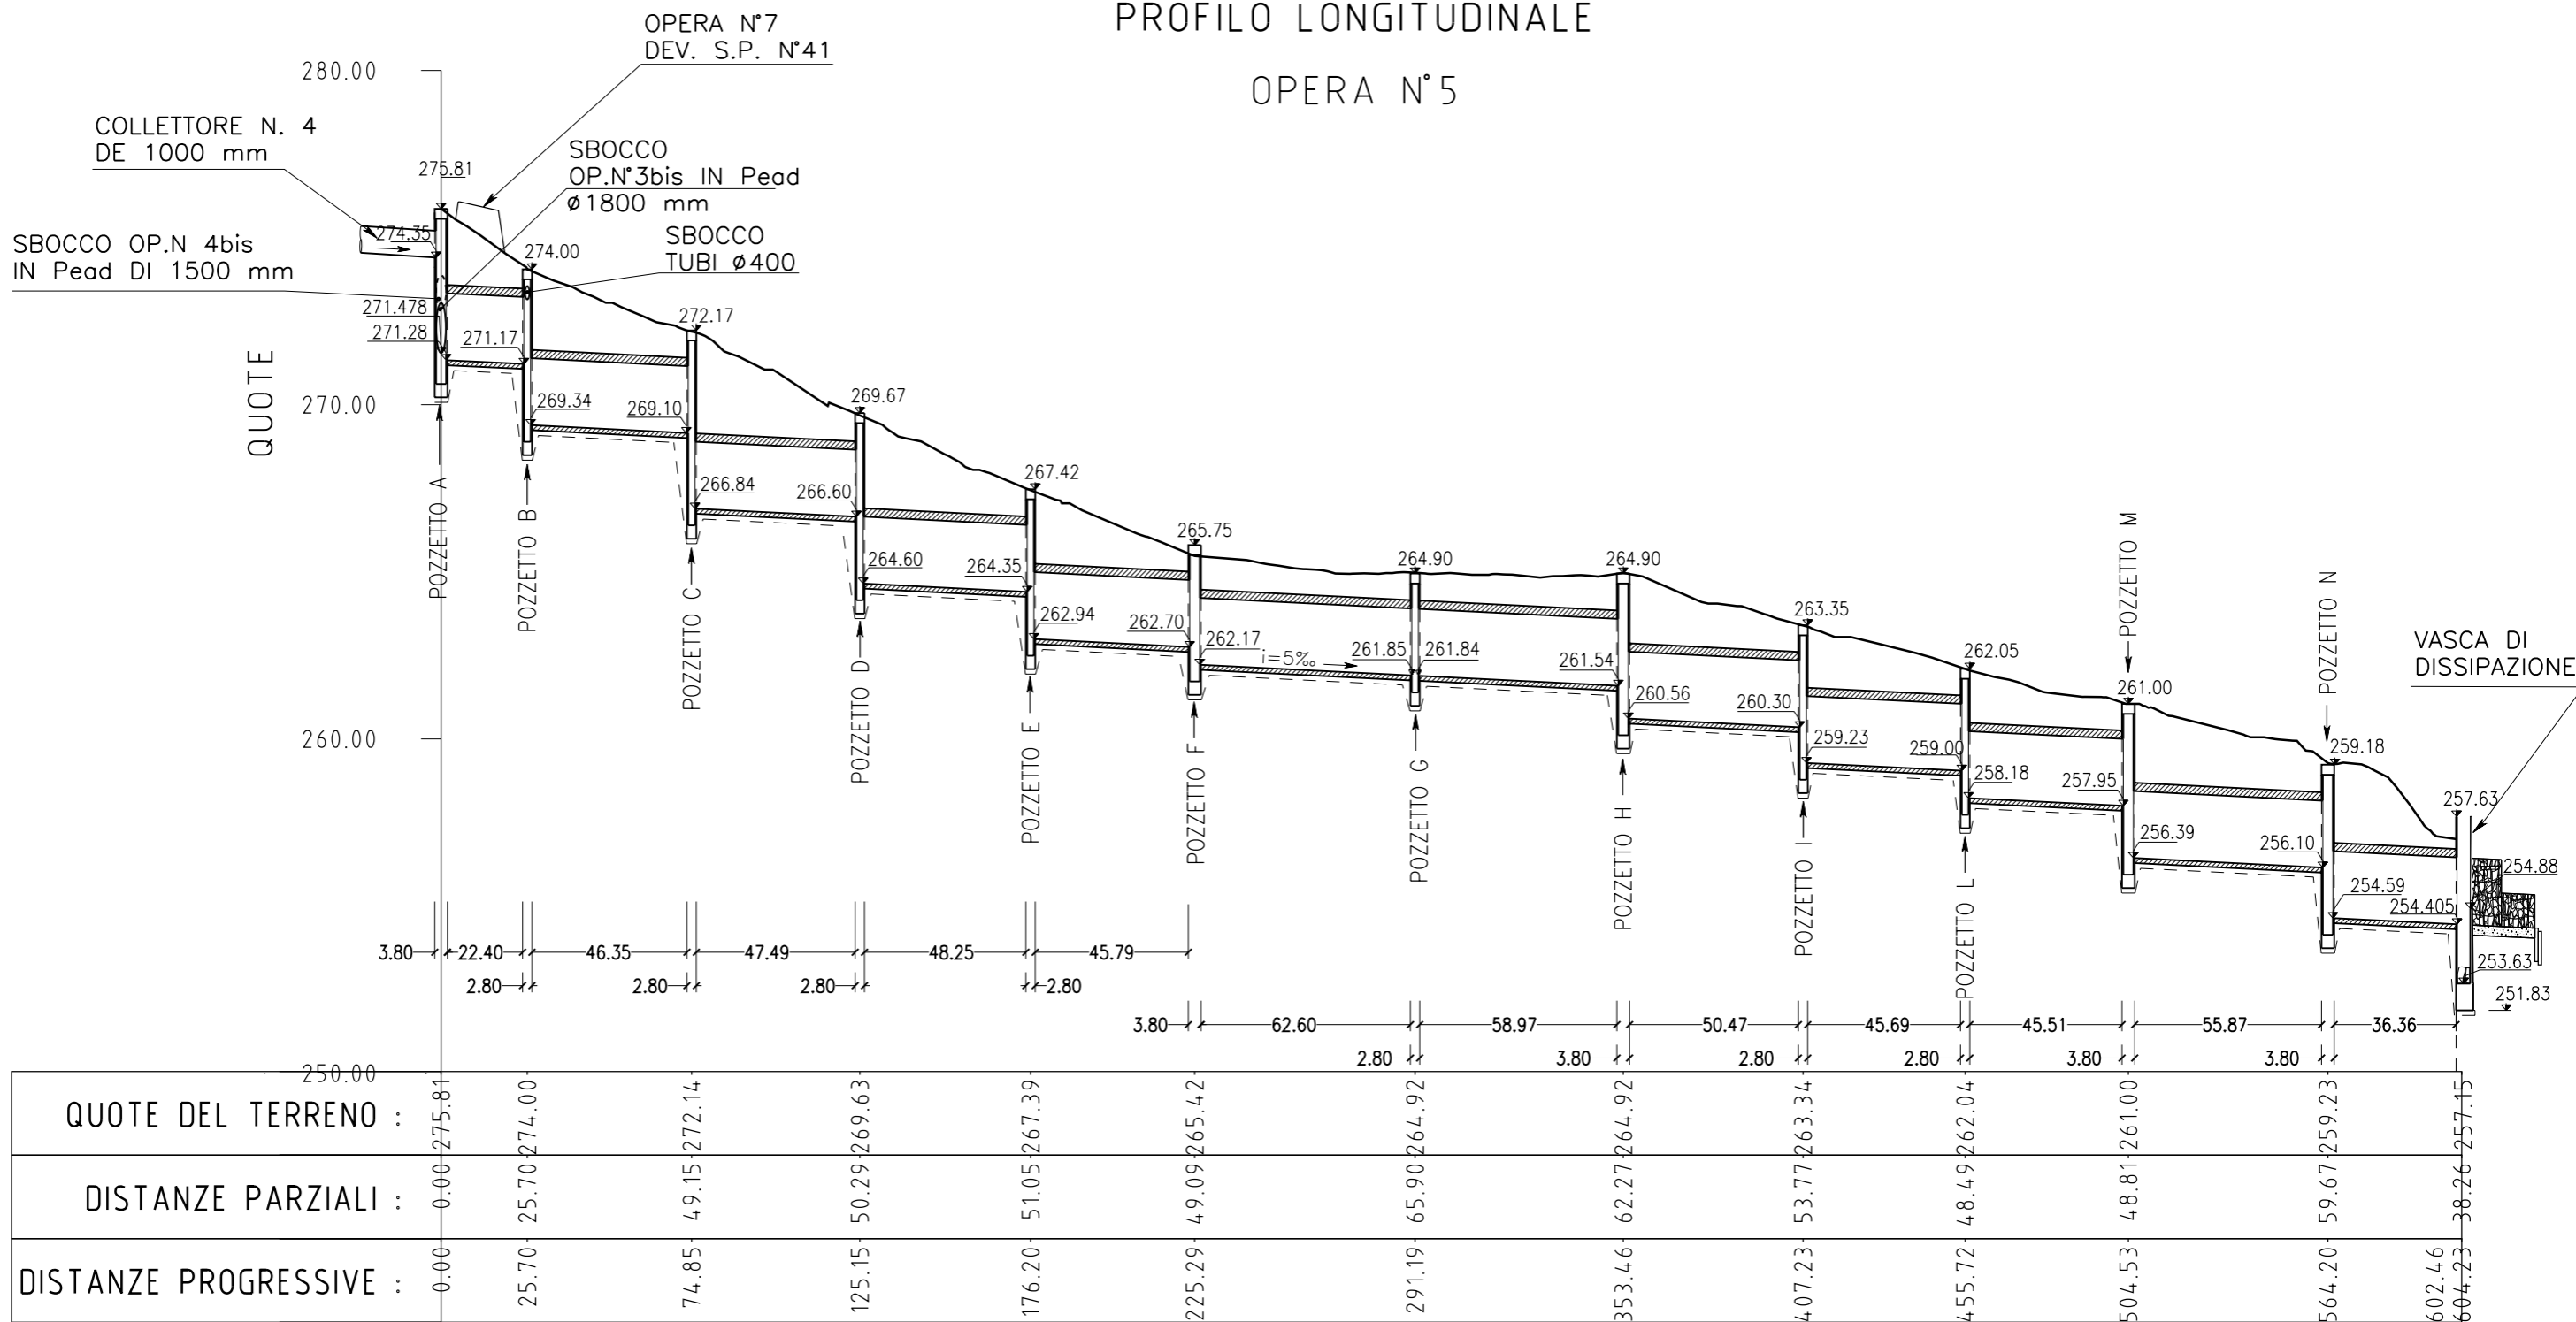 PROFILO LONGITUDINALE
OPERA N°5
OPERA N°7
DEV. S.P. N°41
280.00
COLLETTORE N. 4
DE 1000 mm
275.81
SBOCCO
OP.N°3bis IN Pead
ø1800 mm
SBOCCO
TUBI ø400
274.35
SBOCCO OP.N 4bis
IN Pead DI 1500 mm
274.00
271.478
271.28
271.17
272.17
QUOTE
270.00
269.34
269.10
269.67
266.84
266.60
267.42
264.60
264.35
265.75
264.90
264.90
262.94
262.70
262.17
i=5‰
261.85
261.84
261.54
260.56
263.35
260.30
262.05
259.23
259.00
258.18
261.00
257.95
256.39
259.18
256.10
254.59
254.405
257.63
254.88
253.63
251.83
VASCA DI
DISSIPAZIONE
260.00
POZZETTO A
POZZETTO B
POZZETTO C
POZZETTO D
POZZETTO E
POZZETTO F
POZZETTO G
POZZETTO H
POZZETTO I
POZZETTO L
POZZETTO M
POZZETTO N
3.80 22.40 46.35 47.49 48.25 45.79
2.80 2.80 2.80 2.80
3.80 62.60 58.97 50.47 45.69 45.51 55.87 36.36
2.80 3.80 2.80 2.80 3.80 3.80
250.00
QUOTE DEL TERRENO : 275.81 274.00 272.14 269.63 267.39 265.42 264.92 264.92 263.34 262.04 261.00 259.23 257.15
DISTANZE PARZIALI : 0.00 25.70 49.15 50.29 51.05 49.09 65.90 62.27 53.77 48.49 48.81 59.67 38.26
DISTANZE PROGRESSIVE : 0.00 25.70 74.85 125.15 176.20 225.29 291.19 353.46 407.23 455.72 504.53 564.20 602.46 604.23